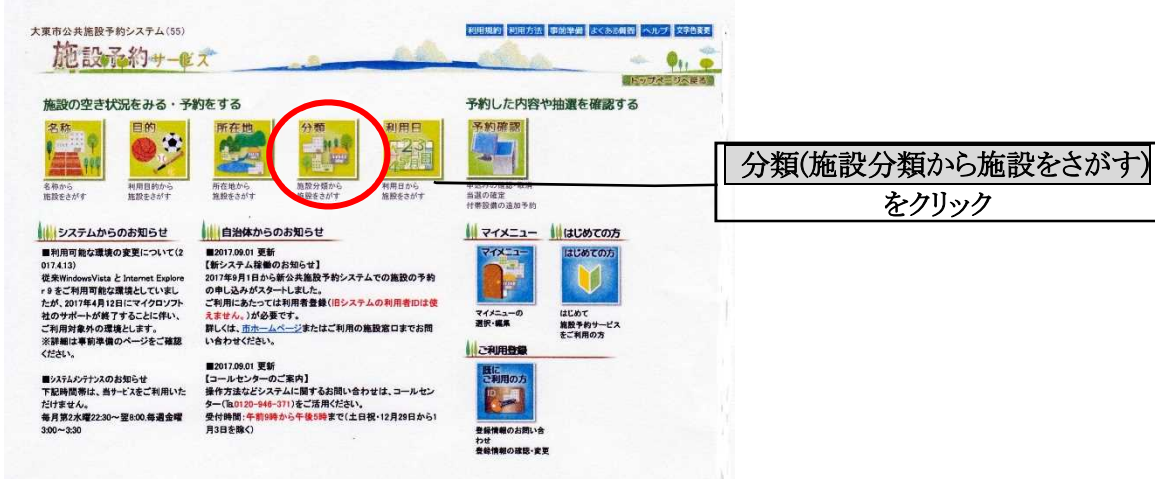 大東市公共施設予約システム(55)
利用規約 利用方法 事前準備 よくある質問 ヘルプ 文字色変更
施設予約サービス
トップページへ戻る
施設の空き状況をみる・予約をする
予約した内容や抽選を確認する
名称
目的
所在地
分類
利用日
予約確認
名称から
施設をさがす
利用目的から
施設をさがす
所在地から
施設をさがす
施設分類から
施設をさがす
利用日から
施設をさがす
申込みの確認・取消
当選の確定
付帯設備の追加予約
分類(施設分類から施設をさがす)
をクリック
システムからのお知らせ
■利用可能な環境の変更について(2
017.4.13)
従来WindowsVista と Internet Explore
r 9 をご利用可能な環境としていまし
たが、2017年4月12日にマイクロソフト
社のサポートが終了することに伴い、
ご利用対象外の環境とします。
※詳細は事前準備のページをご確認
ください。
■システムメンテナンスのお知らせ
下記時間帯は、当サービスをご利用いた
だけません。
毎月第2水曜22:30～翌8:00、毎週金曜
3:00～3:30
自治体からのお知らせ
■2017.09.01 更新
【新システム稼働のお知らせ】
2017年9月1日から新公共施設予約システムでの施設の予約
の申し込みがスタートしました。
ご利用にあたっては利用者登録(旧システムの利用者IDは使
えません。)が必要です。
詳しくは、市ホームページまたはご利用の施設窓口までお問
い合わせください。
■2017.09.01 更新
【コールセンターのご案内】
操作方法などシステムに関するお問い合わせは、コールセン
ター(℡0120-946-371)をご活用ください。
受付時間:午前9時から午後5時まで(土日祝・12月29日から1
月3日を除く)
マイメニュー
はじめての方
マイメニュー
はじめての方
マイメニューの
選択・編集
はじめて
施設予約サービス
をご利用の方
ご利用登録
既に
ご利用の方
登録情報のお問い合
わせ
登録情報の確認・変更